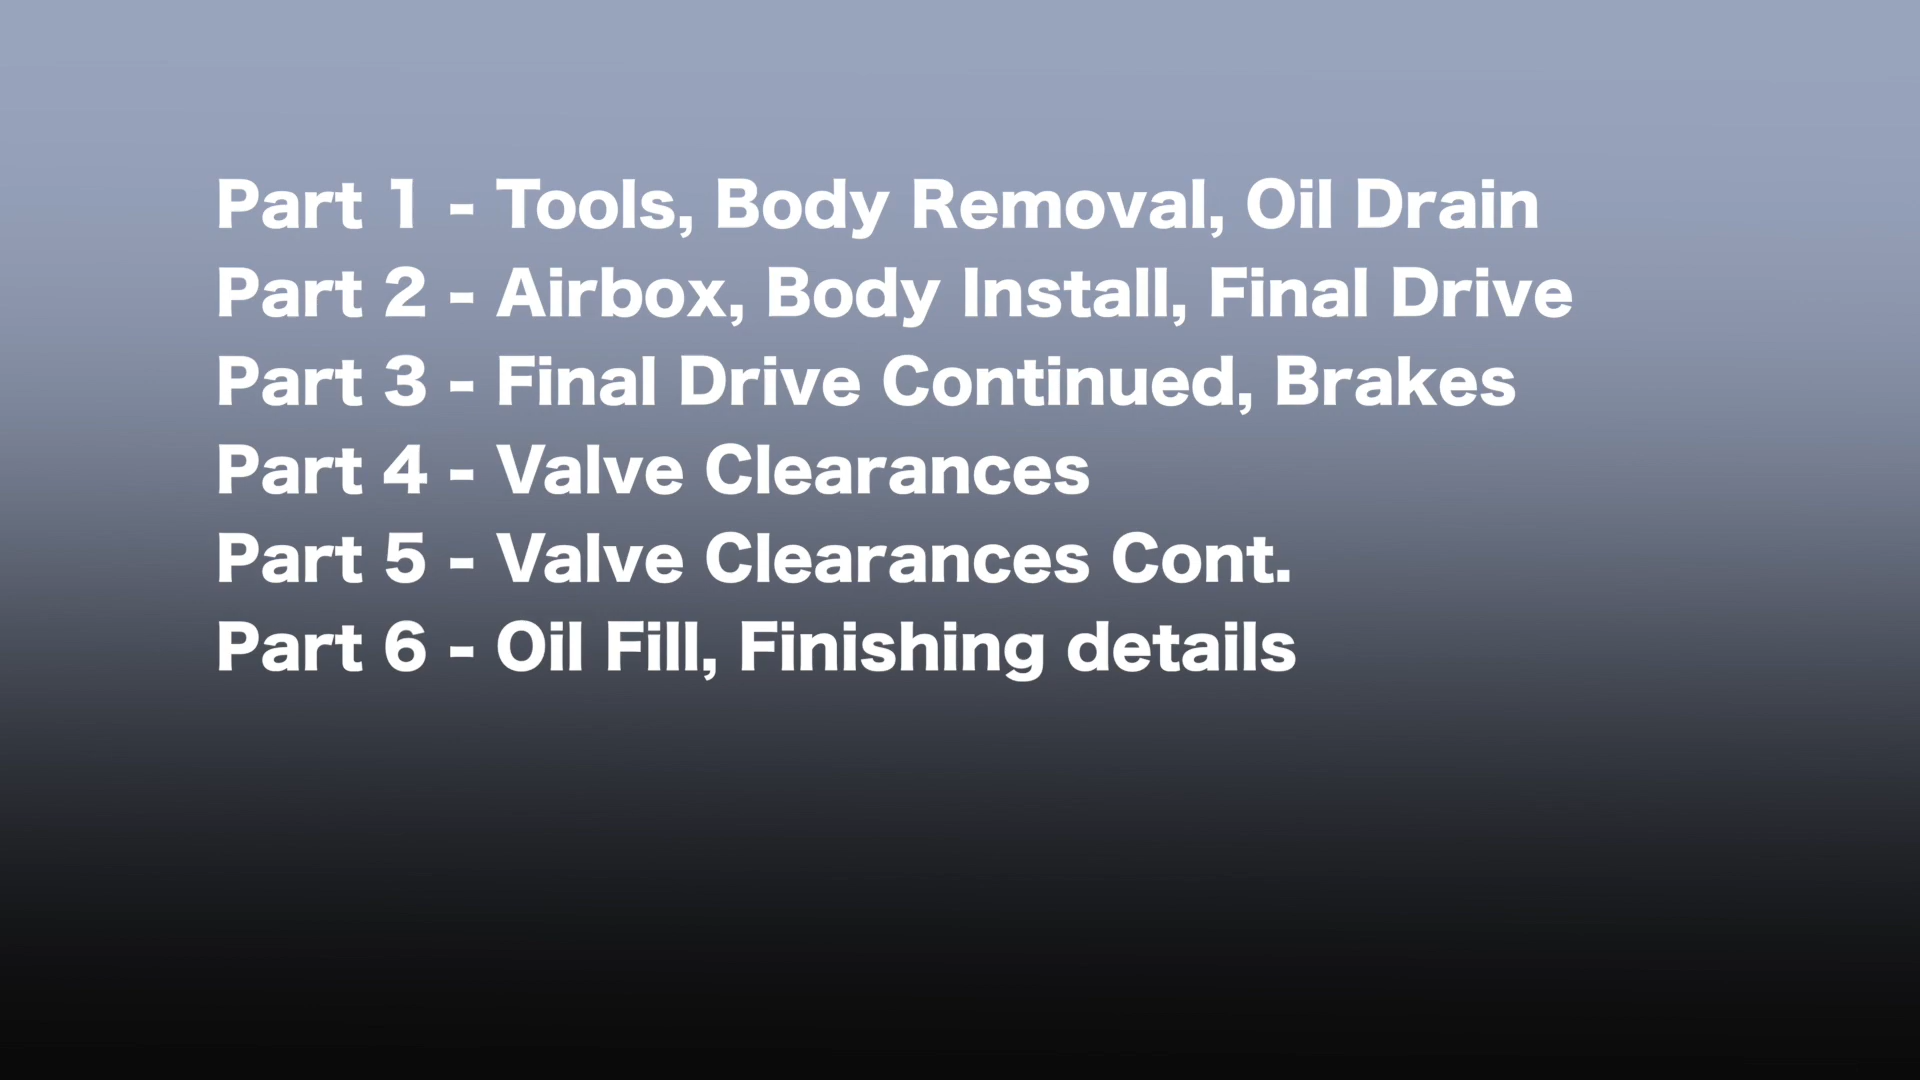 Part 1 - Tools, Body Removal, Oil Drain
Part 2 - Airbox, Body Install, Final Drive
Part 3 - Final Drive Continued, Brakes
Part 4 - Valve Clearances
Part 5 - Valve Clearances Cont.
Part 6 - Oil Fill, Finishing details